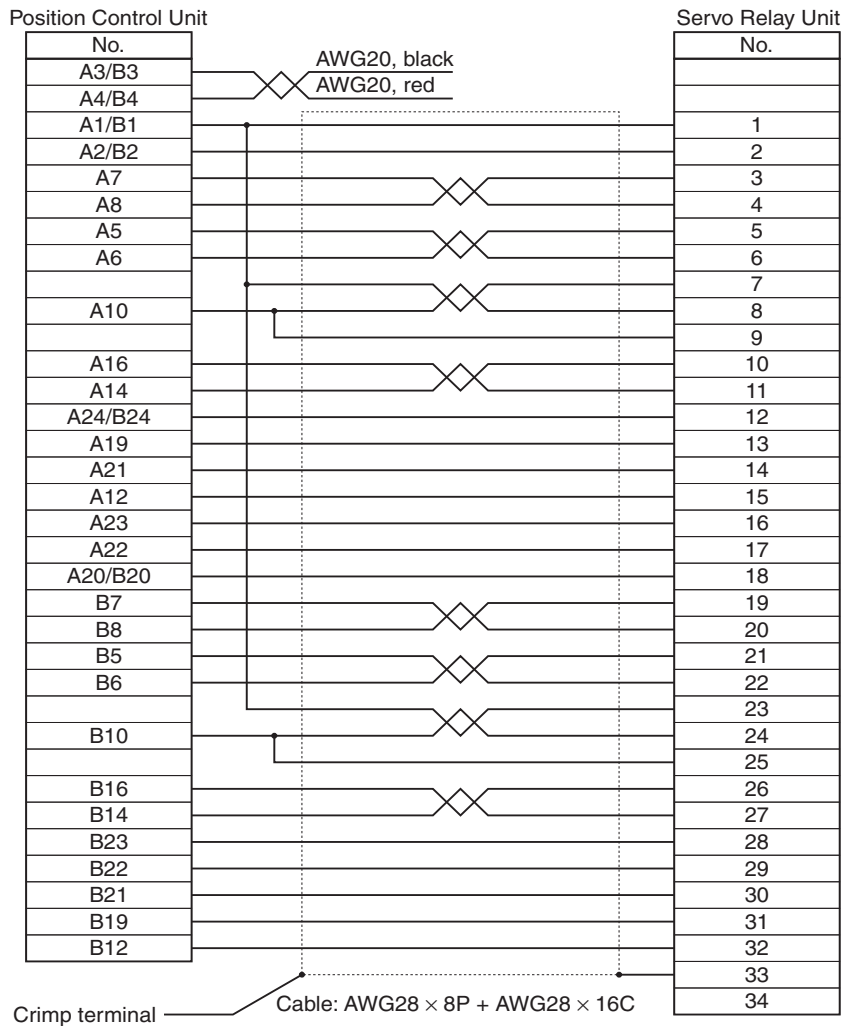 Position Control Unit Servo Relay Unit
No. No.
A3/B3 AWG20, black
A4/B4 AWG20, red
A1/B1 1
A2/B2 2
A7 3
A8 4
A5 5
A6 6
7
A10 8
9
A16 10
A14 11
A24/B24 12
A19 13
A21 14
A12 15
A23 16
A22 17
A20/B20 18
B7 19
B8 20
B5 21
B6 22
23
B10 24
25
B16 26
B14 27
B23 28
B22 29
B21 30
B19 31
B12 32
33
Crimp terminal Cable: AWG28 × 8P + AWG28 × 16C 34